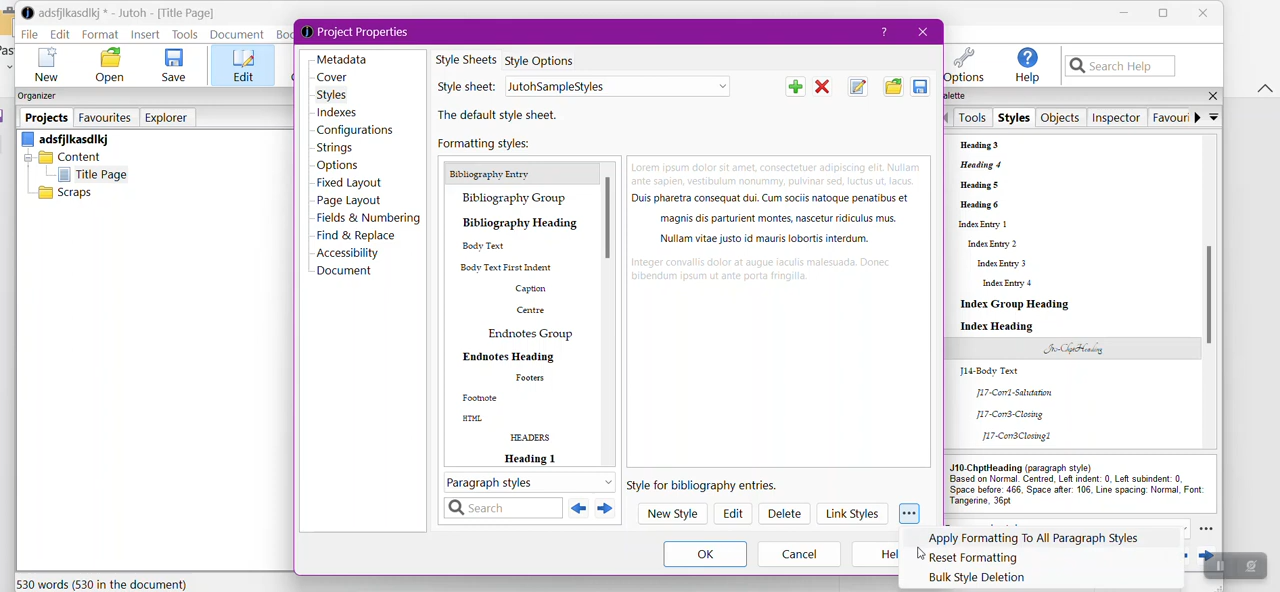 adsfjlkasdlkj * - Jutoh - [Title Page]
File Edit Format Insert Tools Document Boo
New Open Save Edit
Options Help Search Help
Organizer
Projects Favourites Explorer
adsfjlkasdlkj
Content
Title Page
Scraps
530 words (530 in the document)
Project Properties
Metadata
Cover
Styles
Indexes
Configurations
Strings
Options
Fixed Layout
Page Layout
Fields & Numbering
Find & Replace
Accessibility
Document
Style Sheets Style Options
Style sheet: JutohSampleStyles
The default style sheet.
Formatting styles:
Bibliography Entry
Bibliography Group
Bibliography Heading
Body Text
Body Text First Indent
Caption
Centre
Endnotes Group
Endnotes Heading
Footers
Footnote
HTML
HEADERS
Heading 1
Paragraph styles
Search
Lorem ipsum dolor sit amet, consectetuer adipiscing elit. Nullam
ante sapien, vestibulum nonummy, pulvinar sed, luctus ut, lacus.
Duis pharetra consequat dui. Cum sociis natoque penatibus et
magnis dis parturient montes, nascetur ridiculus mus.
Nullam vitae justo id mauris lobortis interdum.
Integer convallis dolor at augue iaculis malesuada. Donec
bibendum ipsum ut ante porta fringilla.
Style for bibliography entries.
New Style Edit Delete Link Styles ...
OK Cancel Hel
Apply Formatting To All Paragraph Styles
Reset Formatting
Bulk Style Deletion
alette
Tools Styles Objects Inspector Favouri
Heading 3
Heading 4
Heading 5
Heading 6
Index Entry 1
Index Entry 2
Index Entry 3
Index Entry 4
Index Group Heading
Index Heading
J10-ChptHeading
J14-Body Text
J17-Corr1-Salutation
J17-Corr3-Closing
J17-Corr3Closing1
J10-ChptHeading (paragraph style)
Based on Normal. Centred, Left indent: 0, Left subindent: 0,
Space before: 466, Space after: 106, Line spacing: Normal, Font:
Tangerine, 36pt